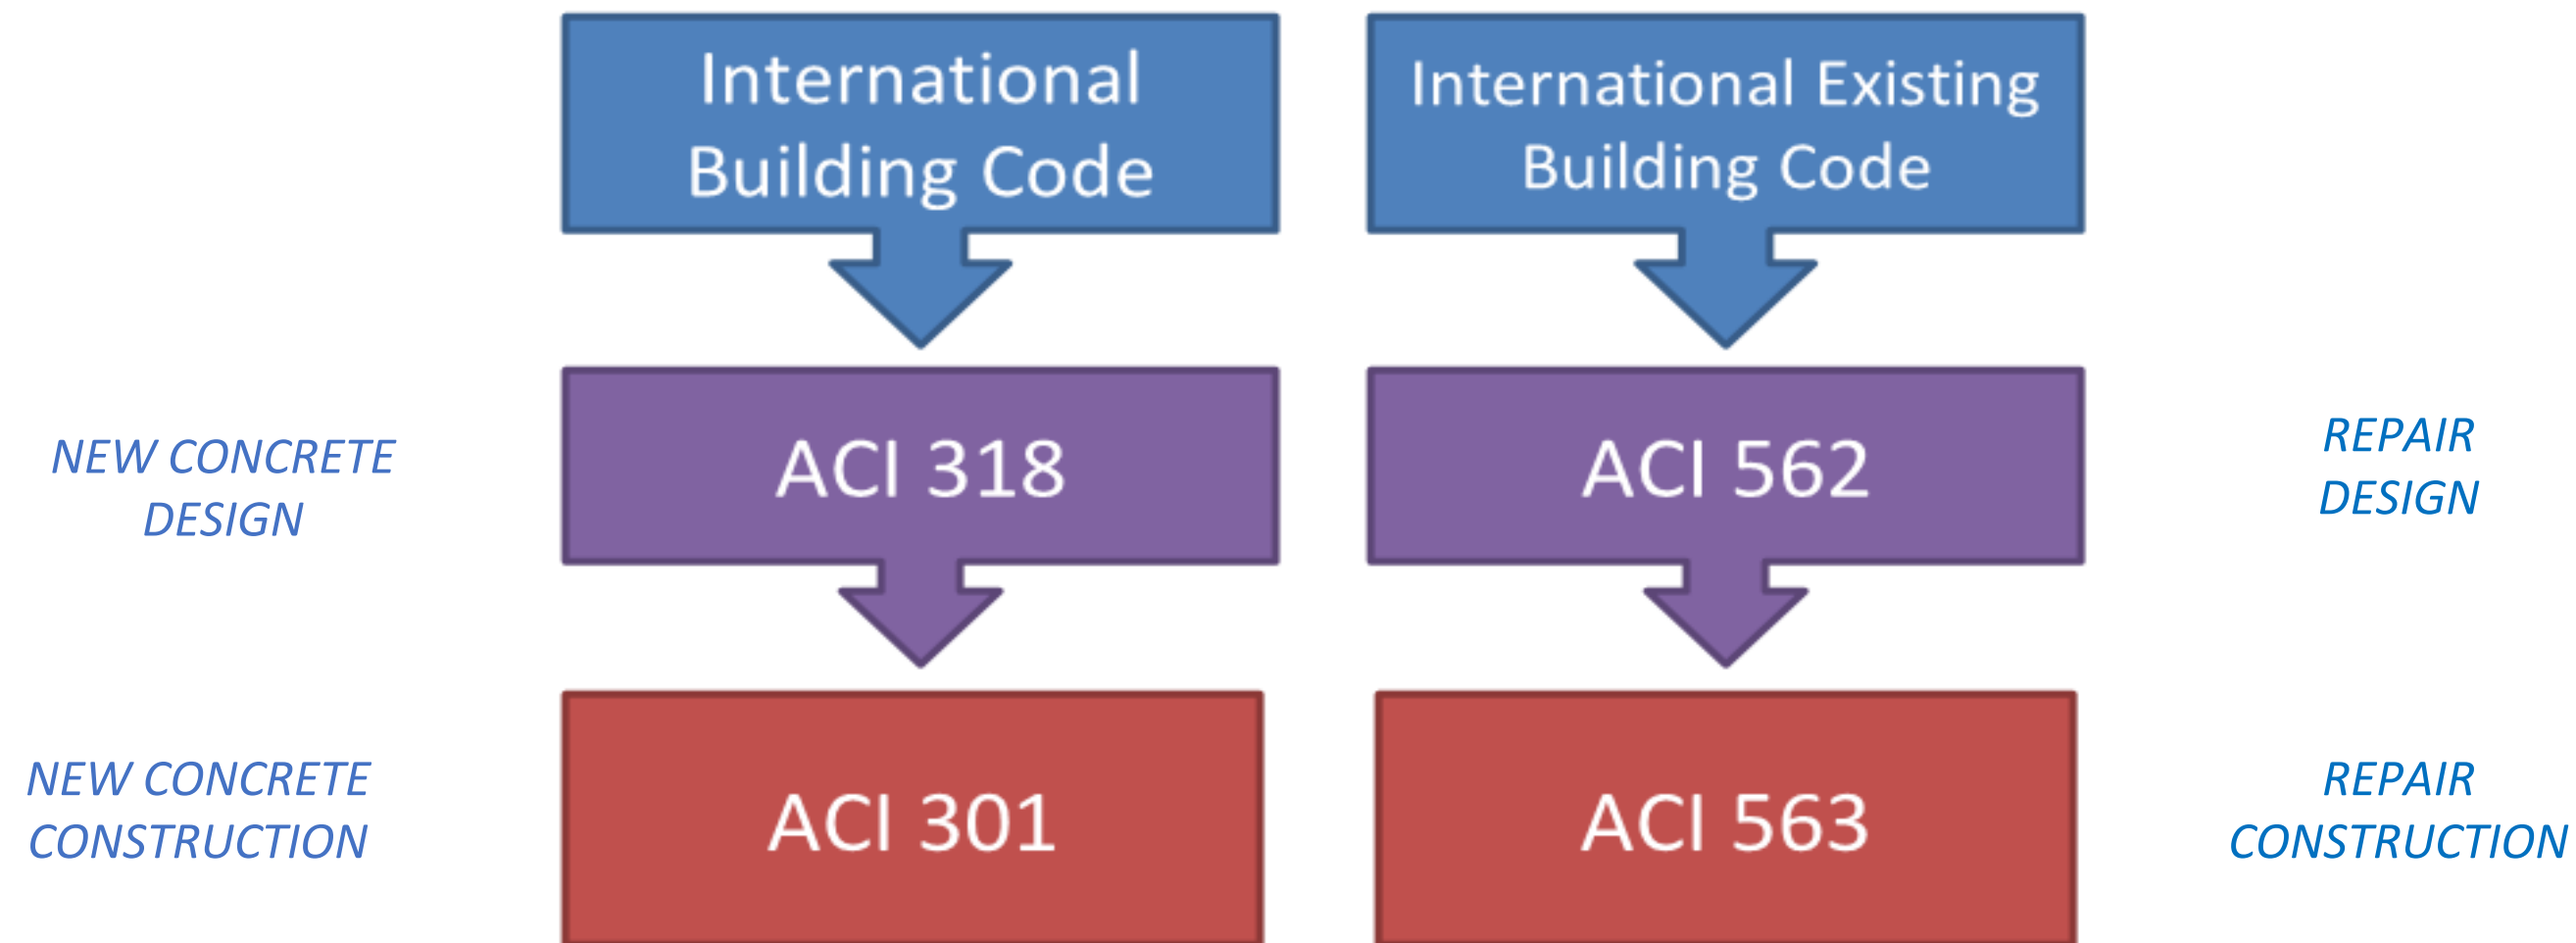 International
Building Code
International Existing
Building Code
NEW CONCRETE
DESIGN
ACI 318
ACI 562
REPAIR
DESIGN
NEW CONCRETE
CONSTRUCTION
ACI 301
ACI 563
REPAIR
CONSTRUCTION